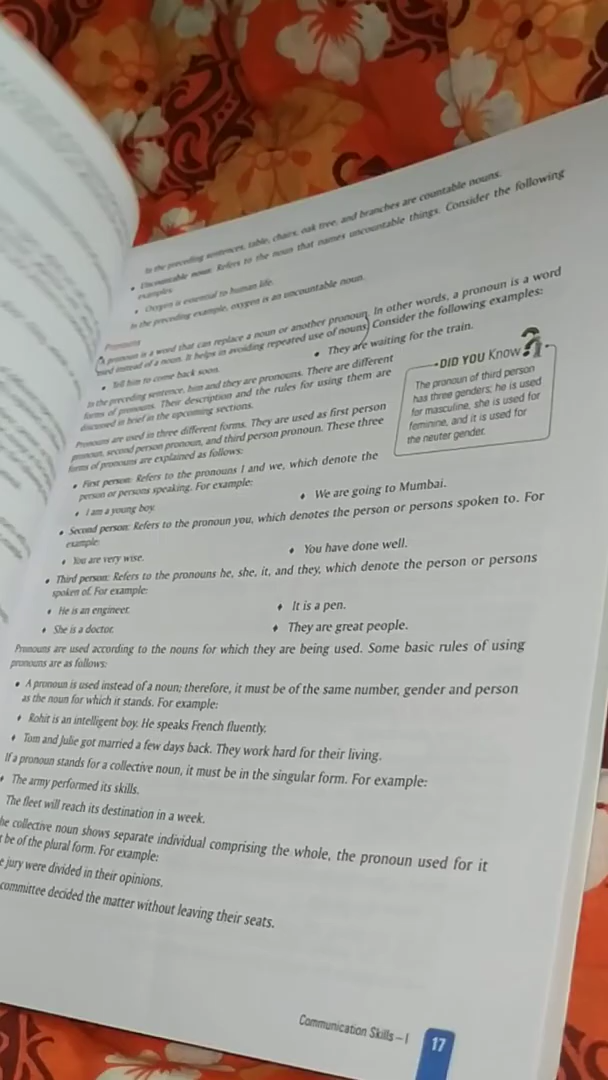 In the preceding sentences, table, chairs, oak tree, and branches are countable nouns.
• Uncountable noun: Refers to the noun that names uncountable things. Consider the following
examples:
• Oxygen is essential to human life.
In the preceding example, oxygen is an uncountable noun.
Pronouns
A pronoun is a word that can replace a noun or another pronoun. In other words, a pronoun is a word
used instead of a noun. It helps in avoiding repeated use of nouns. Consider the following examples:
• Tell him to come back soon.
• They are waiting for the train.
In the preceding sentence, him and they are pronouns. There are different
forms of pronouns. Their description and the rules for using them are
discussed in brief in the upcoming sections.
Pronouns are used in three different forms. They are used as first person
pronoun, second person pronoun, and third person pronoun. These three
forms of pronouns are explained as follows:
DID YOU Know?
The pronoun of third person
has three genders; he is used
for masculine, she is used for
feminine, and it is used for
the neuter gender.
• First person: Refers to the pronouns I and we, which denote the
person or persons speaking. For example:
♦ I am a young boy.
♦ We are going to Mumbai.
• Second person: Refers to the pronoun you, which denotes the person or persons spoken to. For
example:
♦ You are very wise.
♦ You have done well.
• Third person: Refers to the pronouns he, she, it, and they, which denote the person or persons
spoken of. For example:
♦ He is an engineer.
♦ It is a pen.
♦ She is a doctor.
♦ They are great people.
Pronouns are used according to the nouns for which they are being used. Some basic rules of using
pronouns are as follows:
• A pronoun is used instead of a noun; therefore, it must be of the same number, gender and person
as the noun for which it stands. For example:
♦ Rohit is an intelligent boy. He speaks French fluently.
♦ Tom and Julie got married a few days back. They work hard for their living.
If a pronoun stands for a collective noun, it must be in the singular form. For example:
♦ The army performed its skills.
The fleet will reach its destination in a week.
he collective noun shows separate individual comprising the whole, the pronoun used for it
t be of the plural form. For example:
e jury were divided in their opinions.
committee decided the matter without leaving their seats.
Communication Skills – I
17